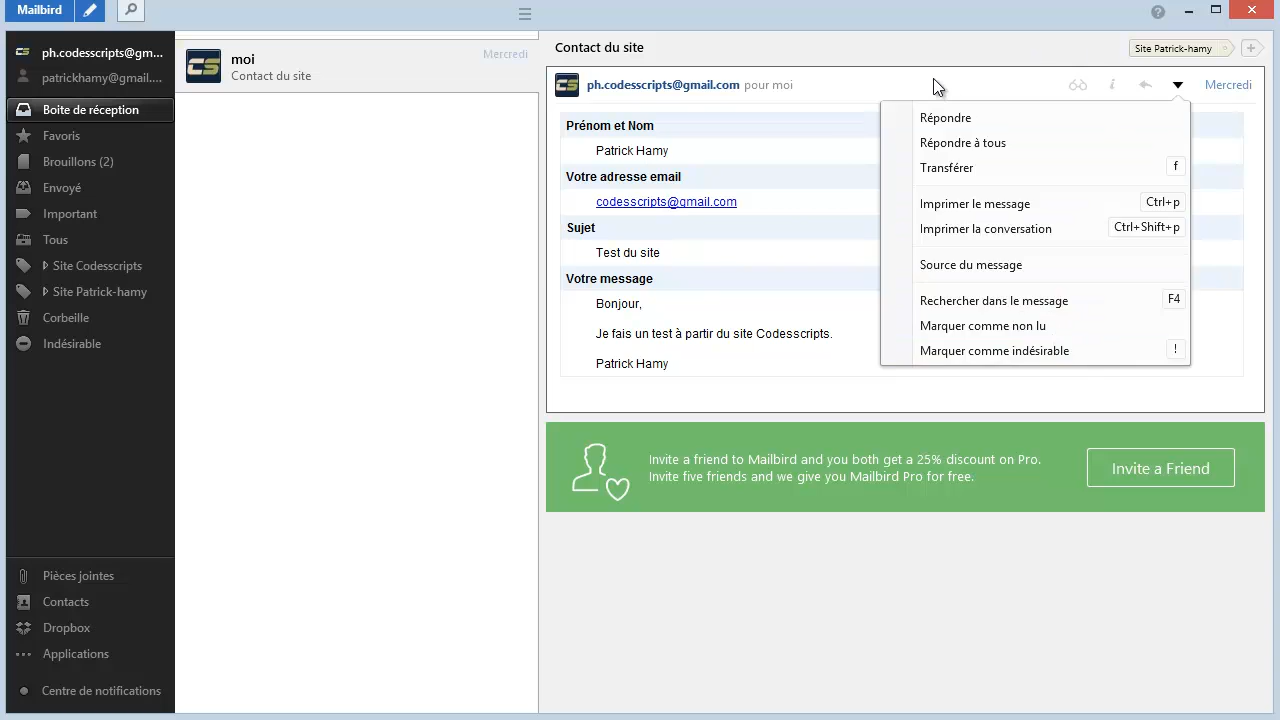 Mailbird
ph.codesscripts@gm...
patrickhamy@gmail....
Boite de réception
Favoris
Brouillons (2)
Envoyé
Important
Tous
Site Codesscripts
Site Patrick-hamy
Corbeille
Indésirable
Pièces jointes
Contacts
Dropbox
Applications
Centre de notifications
CS
moi
Mercredi
Contact du site
Contact du site
Site Patrick-hamy
CS
ph.codesscripts@gmail.com pour moi
Mercredi
Prénom et Nom
Patrick Hamy
Votre adresse email
codesscripts@gmail.com
Sujet
Test du site
Votre message
Bonjour,
Je fais un test à partir du site Codesscripts.
Patrick Hamy
Répondre
Répondre à tous
Transférer f
Imprimer le message Ctrl+p
Imprimer la conversation Ctrl+Shift+p
Source du message
Rechercher dans le message F4
Marquer comme non lu
Marquer comme indésirable !
Invite a friend to Mailbird and you both get a 25% discount on Pro.
Invite five friends and we give you Mailbird Pro for free.
Invite a Friend